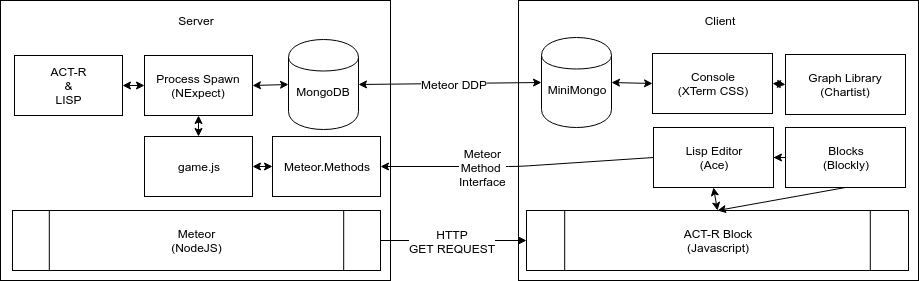 Server
Client
ACT-R
&
LISP
Process Spawn
(NExpect)
MongoDB
Meteor DDP
MiniMongo
Console
(XTerm CSS)
Graph Library
(Chartist)
game.js
Meteor.Methods
Meteor
Method
Interface
Lisp Editor
(Ace)
Blocks
(Blockly)
Meteor
(NodeJS)
HTTP
GET REQUEST
ACT-R Block
(Javascript)